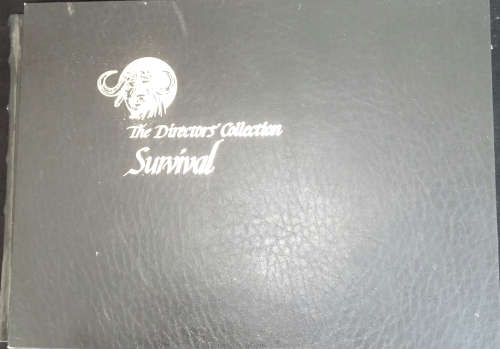 The Directors' Collection
Survival